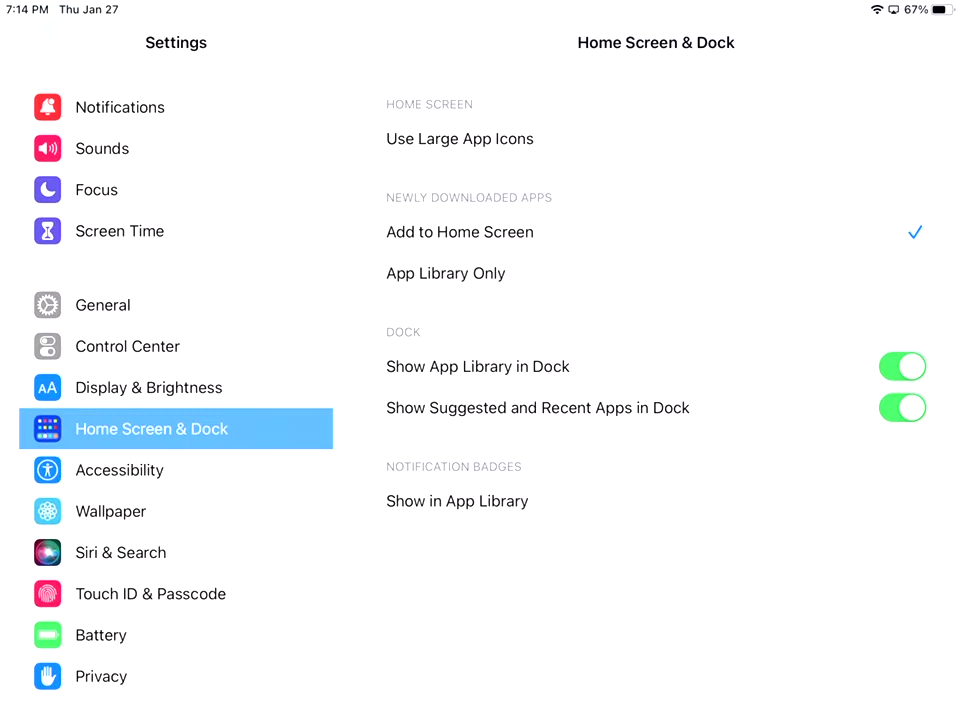 7:14 PM Thu Jan 27
67%
Settings
Home Screen & Dock
Notifications
Sounds
Focus
Screen Time
General
Control Center
AA
Display & Brightness
Home Screen & Dock
Accessibility
Wallpaper
Siri & Search
Touch ID & Passcode
Battery
Privacy
HOME SCREEN
Use Large App Icons
NEWLY DOWNLOADED APPS
Add to Home Screen
App Library Only
DOCK
Show App Library in Dock
Show Suggested and Recent Apps in Dock
NOTIFICATION BADGES
Show in App Library